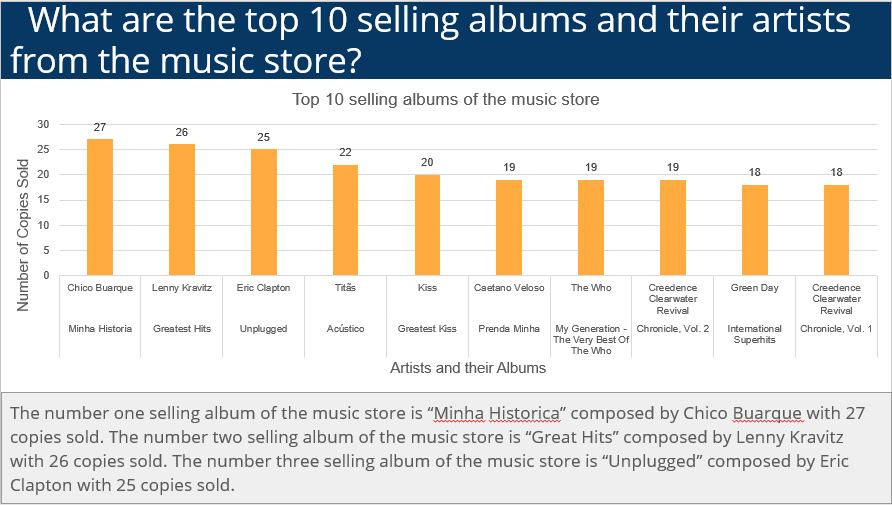 What are the top 10 selling albums and their artists
from the music store?
Top 10 selling albums of the music store
Number of Copies Sold
30
25
20
15
10
5
0
27
26
25
22
20
19
19
19
18
18
Chico Buarque
Minha Historia
Lenny Kravitz
Greatest Hits
Eric Clapton
Unplugged
Titãs
Acústico
Kiss
Greatest Kiss
Caetano Veloso
Prenda Minha
The Who
My Generation -
The Very Best Of
The Who
Creedence
Clearwater
Revival
Chronicle, Vol. 2
Green Day
International
Superhits
Creedence
Clearwater
Revival
Chronicle, Vol. 1
Artists and their Albums
The number one selling album of the music store is “Minha Historica” composed by Chico Buarque with 27
copies sold. The number two selling album of the music store is “Great Hits” composed by Lenny Kravitz
with 26 copies sold. The number three selling album of the music store is “Unplugged” composed by Eric
Clapton with 25 copies sold.